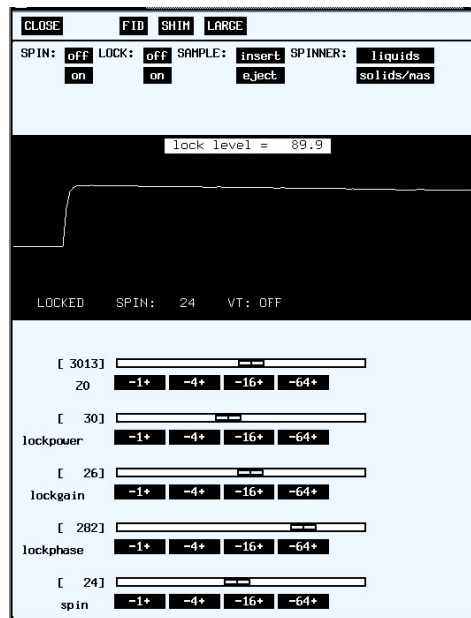 CLOSE FID SHIM LARGE
SPIN: off LOCK: off SAMPLE: insert SPINNER: liquids
on on eject solids/mas
lock level = 89.9
LOCKED SPIN: 24 VT: OFF
[ 3013]
Z0 -1+ -4+ -16+ -64+
[ 30]
lockpower -1+ -4+ -16+ -64+
[ 26]
lockgain -1+ -4+ -16+ -64+
[ 282]
lockphase -1+ -4+ -16+ -64+
[ 24]
spin -1+ -4+ -16+ -64+